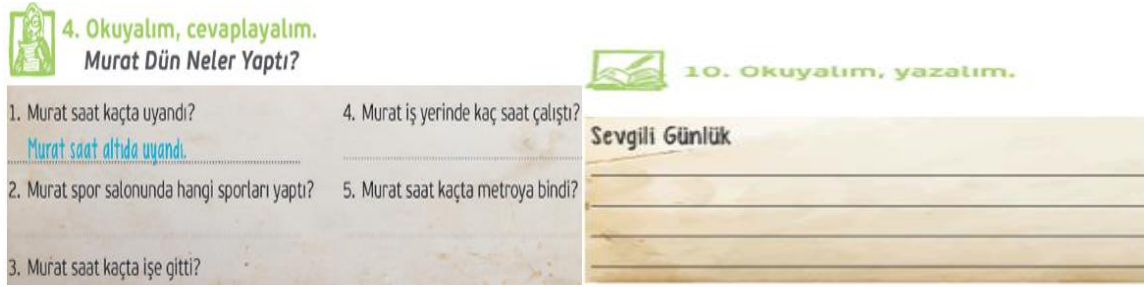 4. Okuyalım, cevaplayalım.
Murat Dün Neler Yaptı?
1. Murat saat kaçta uyandı?
Murat saat altıda uyandı.
2. Murat spor salonunda hangi sporları yaptı?
3. Murat saat kaçta işe gitti?
4. Murat iş yerinde kaç saat çalıştı?
5. Murat saat kaçta metroya bindi?
10. Okuyalım, yazalım.
Sevgili Günlük